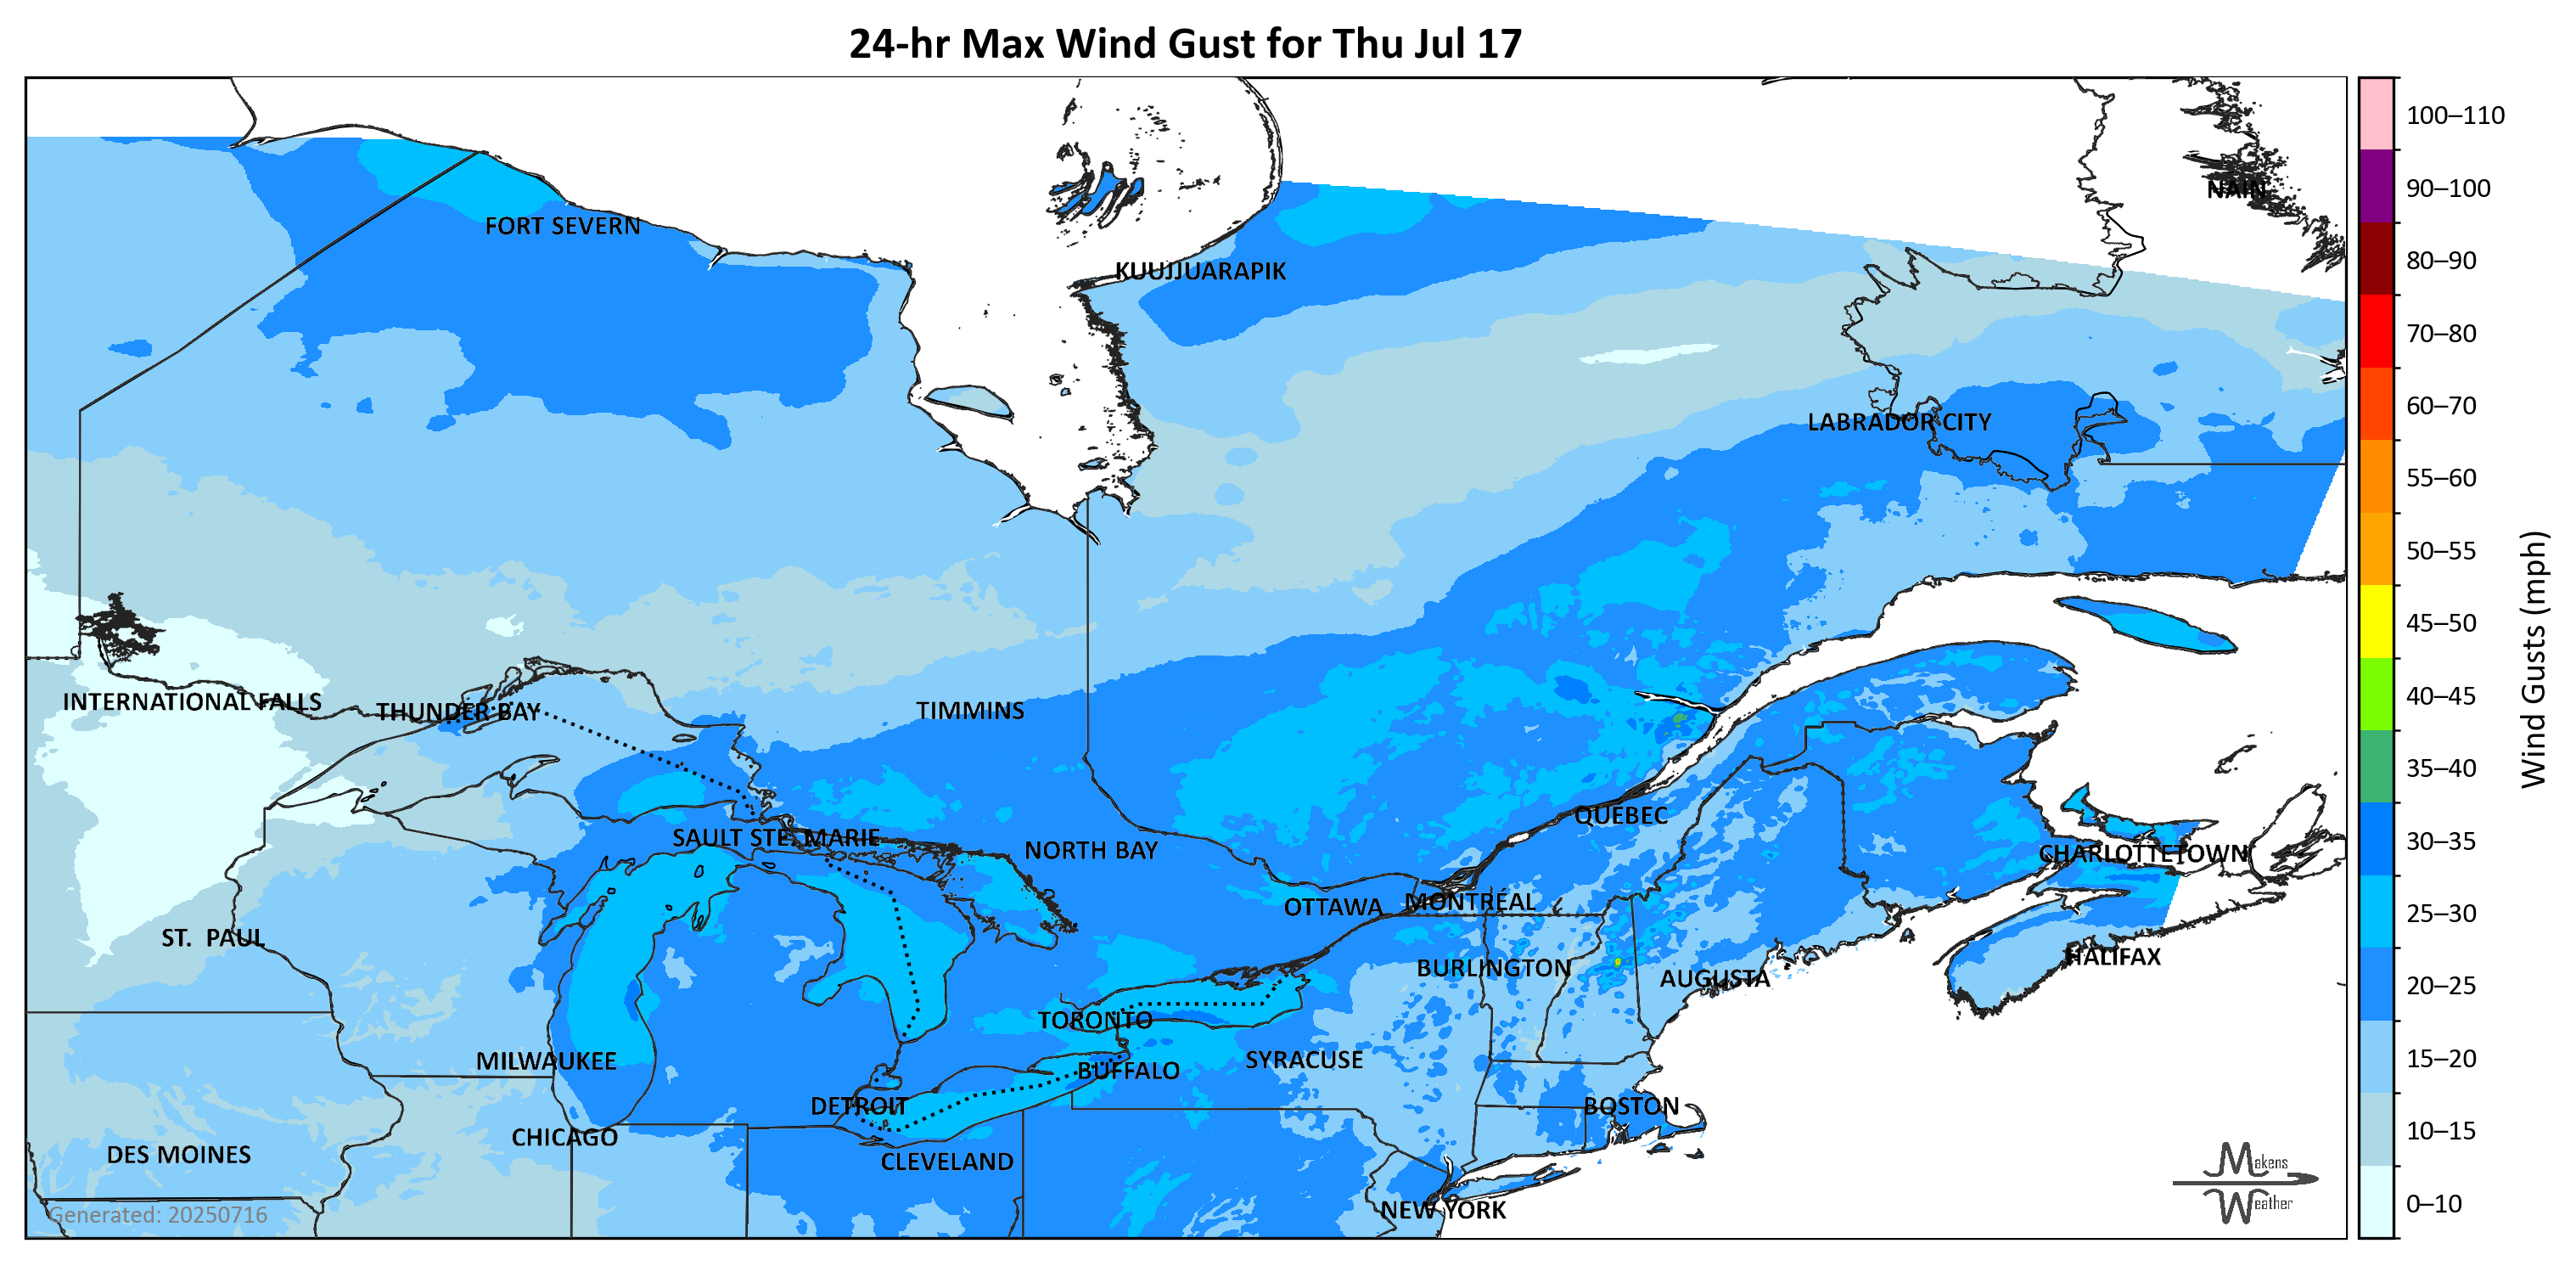 24-hr Max Wind Gust for Thu Jul 17
100–110
90–100
NAIN
FORT SEVERN
80–90
KUUJJUARAPIK
70–80
60–70
LABRADOR CITY
55–60
50–55
45–50
Wind Gusts (mph)
INTERNATIONAL FALLS
THUNDER BAY
TIMMINS
40–45
35–40
QUEBEC
SAULT STE. MARIE
NORTH BAY
CHARLOTTETOWN
30–35
OTTAWA
MONTRÉAL
25–30
ST. PAUL
BURLINGTON
AUGUSTA
HALIFAX
20–25
TORONTO
MILWAUKEE
BUFFALO
SYRACUSE
15–20
DETROIT
BOSTON
CHICAGO
10–15
DES MOINES
CLEVELAND
Makens
Weather
NEW YORK
0–10
Generated: 20250716